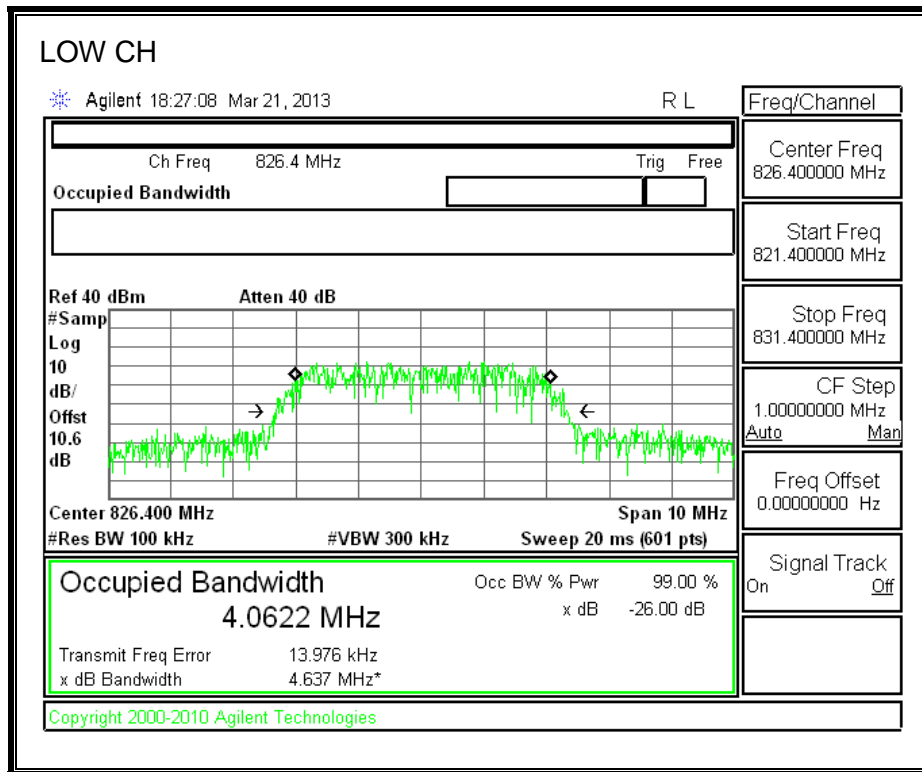 LOW CH
Agilent 18:27:08 Mar 21, 2013 R L
Freq/Channel
Ch Freq 826.4 MHz Trig Free
Occupied Bandwidth
Center Freq
826.400000 MHz
Start Freq
821.400000 MHz
Stop Freq
831.400000 MHz
CF Step
1.00000000 MHz
Auto Man
Freq Offset
0.00000000 Hz
Signal Track
On Off
Ref 40 dBm Atten 40 dB
#Samp
Log
10
dB/
Offst
10.6
dB
Center 826.400 MHz Span 10 MHz
#Res BW 100 kHz #VBW 300 kHz Sweep 20 ms (601 pts)
Occupied Bandwidth Occ BW % Pwr 99.00 %
4.0622 MHz x dB -26.00 dB
Transmit Freq Error 13.976 kHz
x dB Bandwidth 4.637 MHz*
Copyright 2000-2010 Agilent Technologies